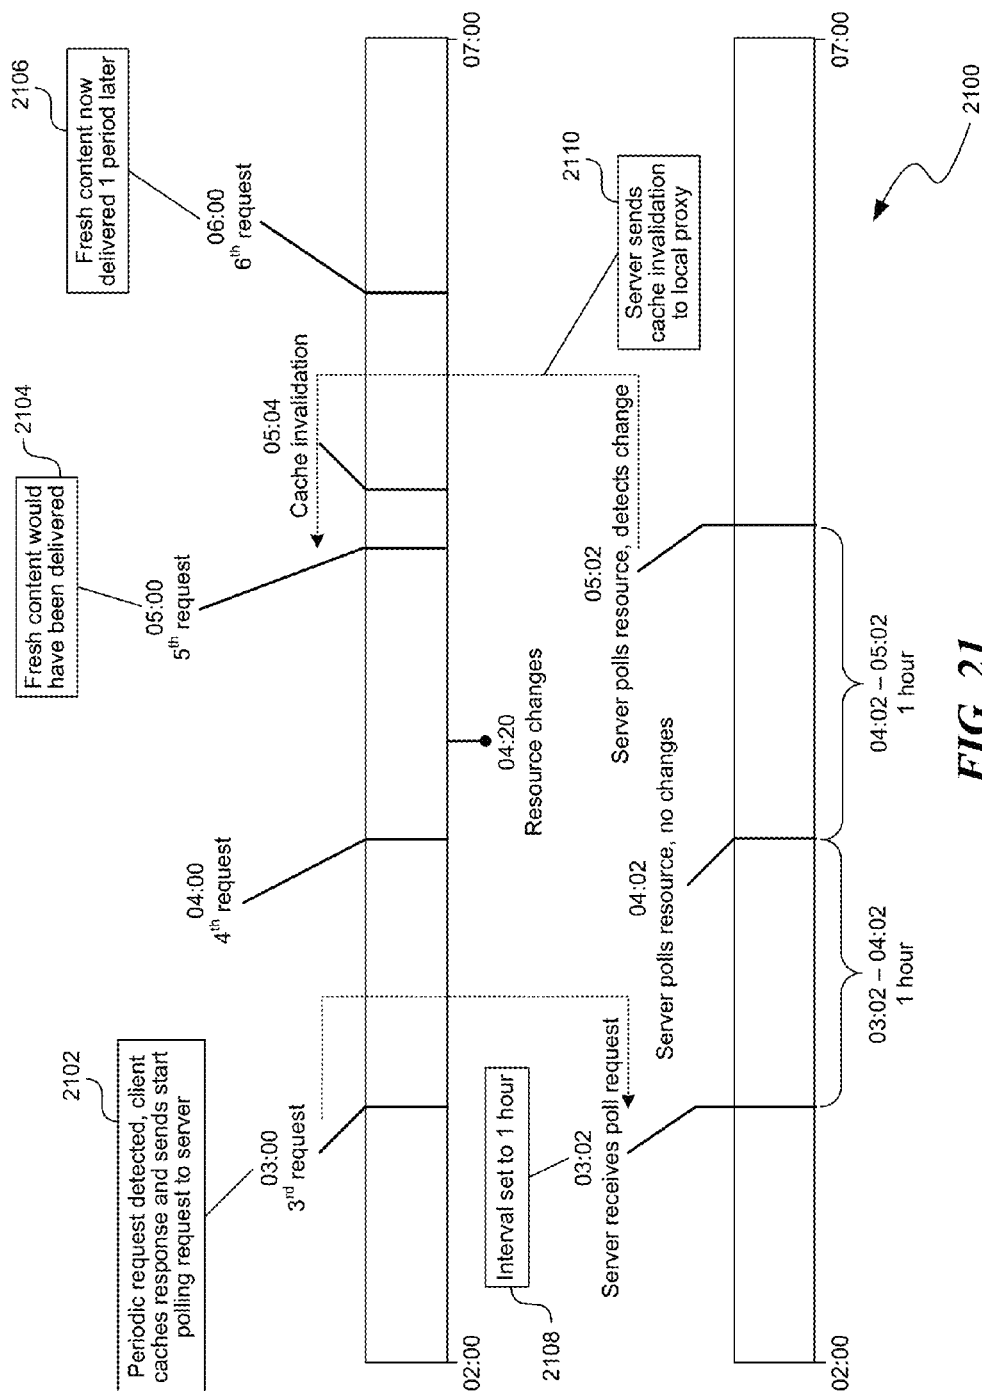 2102
Periodic request detected, client
caches response and sends start
polling request to server
03:00
3rd request
04:00
4th request
2104
Fresh content would
have been delivered
05:00
5th request
05:04
Cache invalidation
2106
Fresh content now
delivered 1 period later
06:00
6th request
02:00
07:00
04:20
Resource changes
2108
Interval set to 1 hour
03:02
Server receives poll request
04:02
Server polls resource, no changes
05:02
Server polls resource, detects change
2110
Server sends
cache invalidation
to local proxy
02:00
07:00
03:02 – 04:02
1 hour
04:02 – 05:02
1 hour
2100
FIG. 21